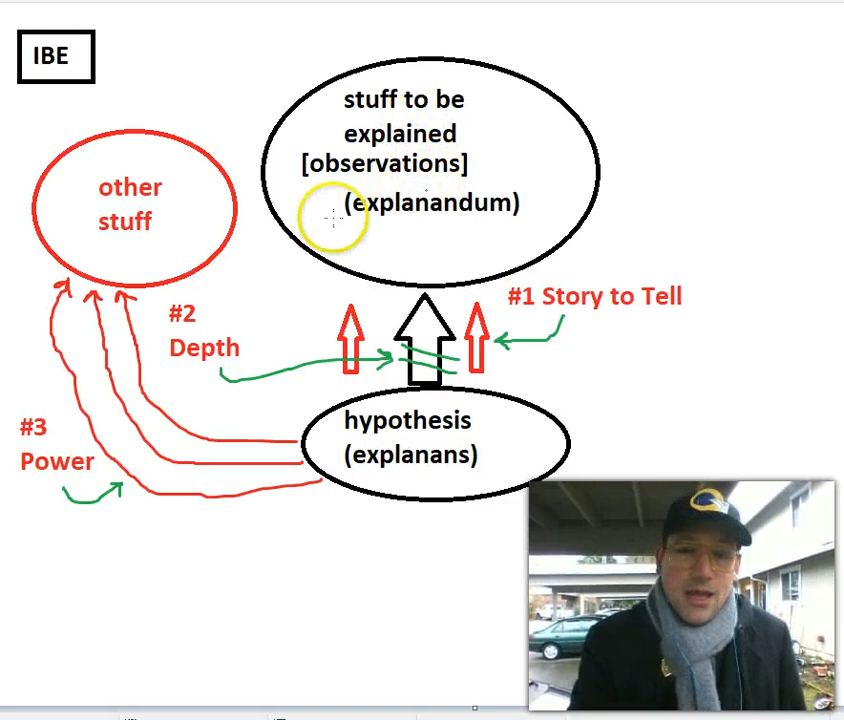 IBE
stuff to be
explained
[observations]
(explanandum)
other
stuff
#1 Story to Tell
#2
Depth
hypothesis
(explanans)
#3
Power